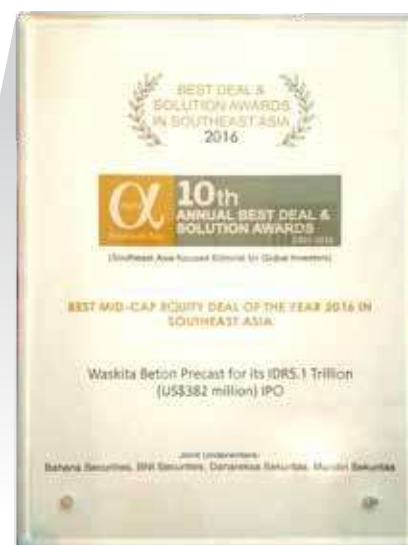 BEST DEAL &
SOLUTION AWARDS
IN SOUTHEAST ASIA
2016
α
10th
ANNUAL BEST DEAL &
SOLUTION AWARDS
(Southeast Asia Focused Editorial for Global Investors)
BEST MID-CAP EQUITY DEAL OF THE YEAR 2016 IN
SOUTHEAST ASIA
Waskita Beton Precast for its IDR5.1 Trillion
(US$382 million) IPO
Joint Underwriters:
Bahana Securities, BNI Securities, Danareksa Sekuritas, Mandiri Sekuritas